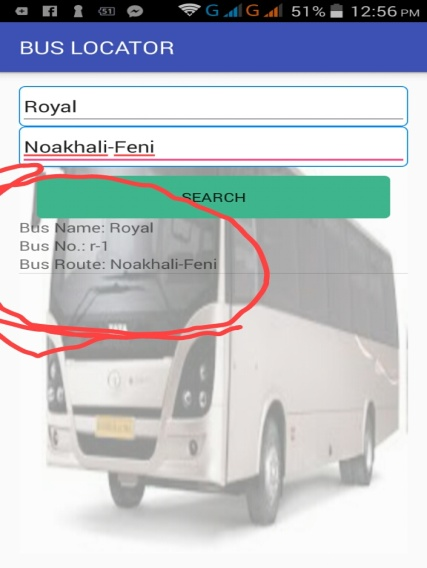 51
G G 51% 12:56 PM
BUS LOCATOR
Royal
Noakhali-Feni
SEARCH
Bus Name: Royal
Bus No.: r-1
Bus Route: Noakhali-Feni